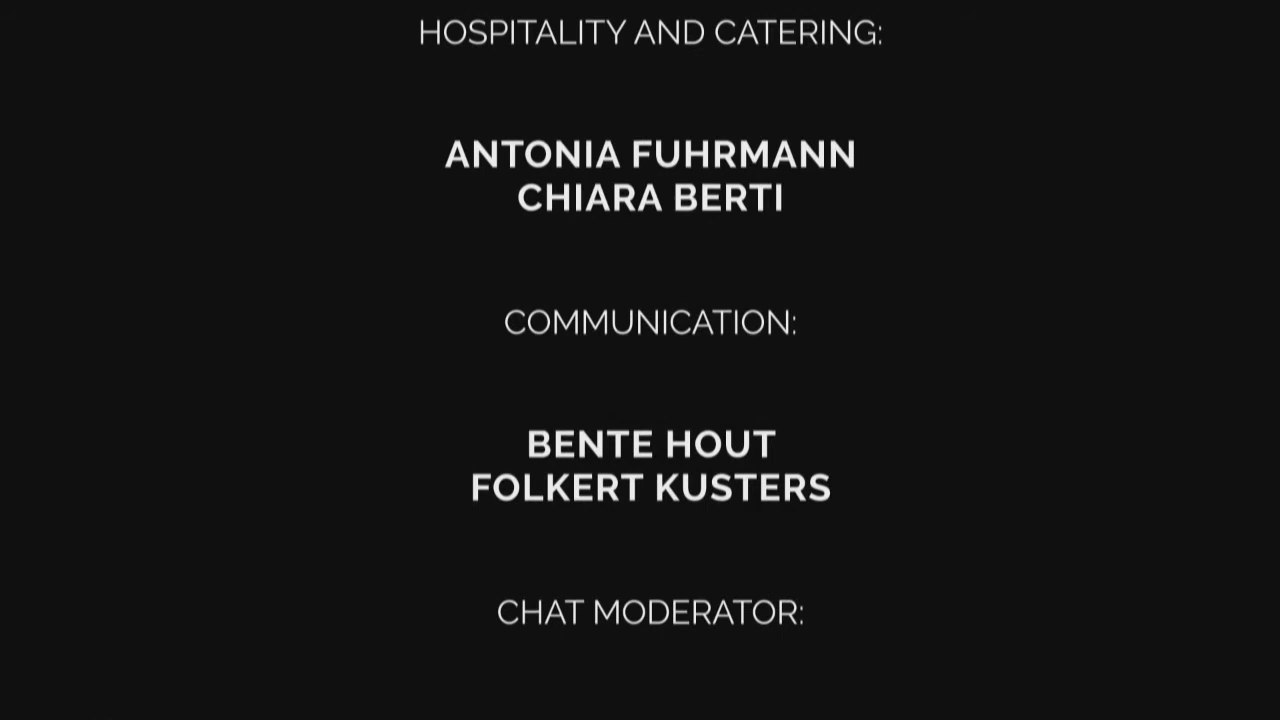 HOSPITALITY AND CATERING:
ANTONIA FUHRMANN
CHIARA BERTI
COMMUNICATION:
BENTE HOUT
FOLKERT KUSTERS
CHAT MODERATOR: